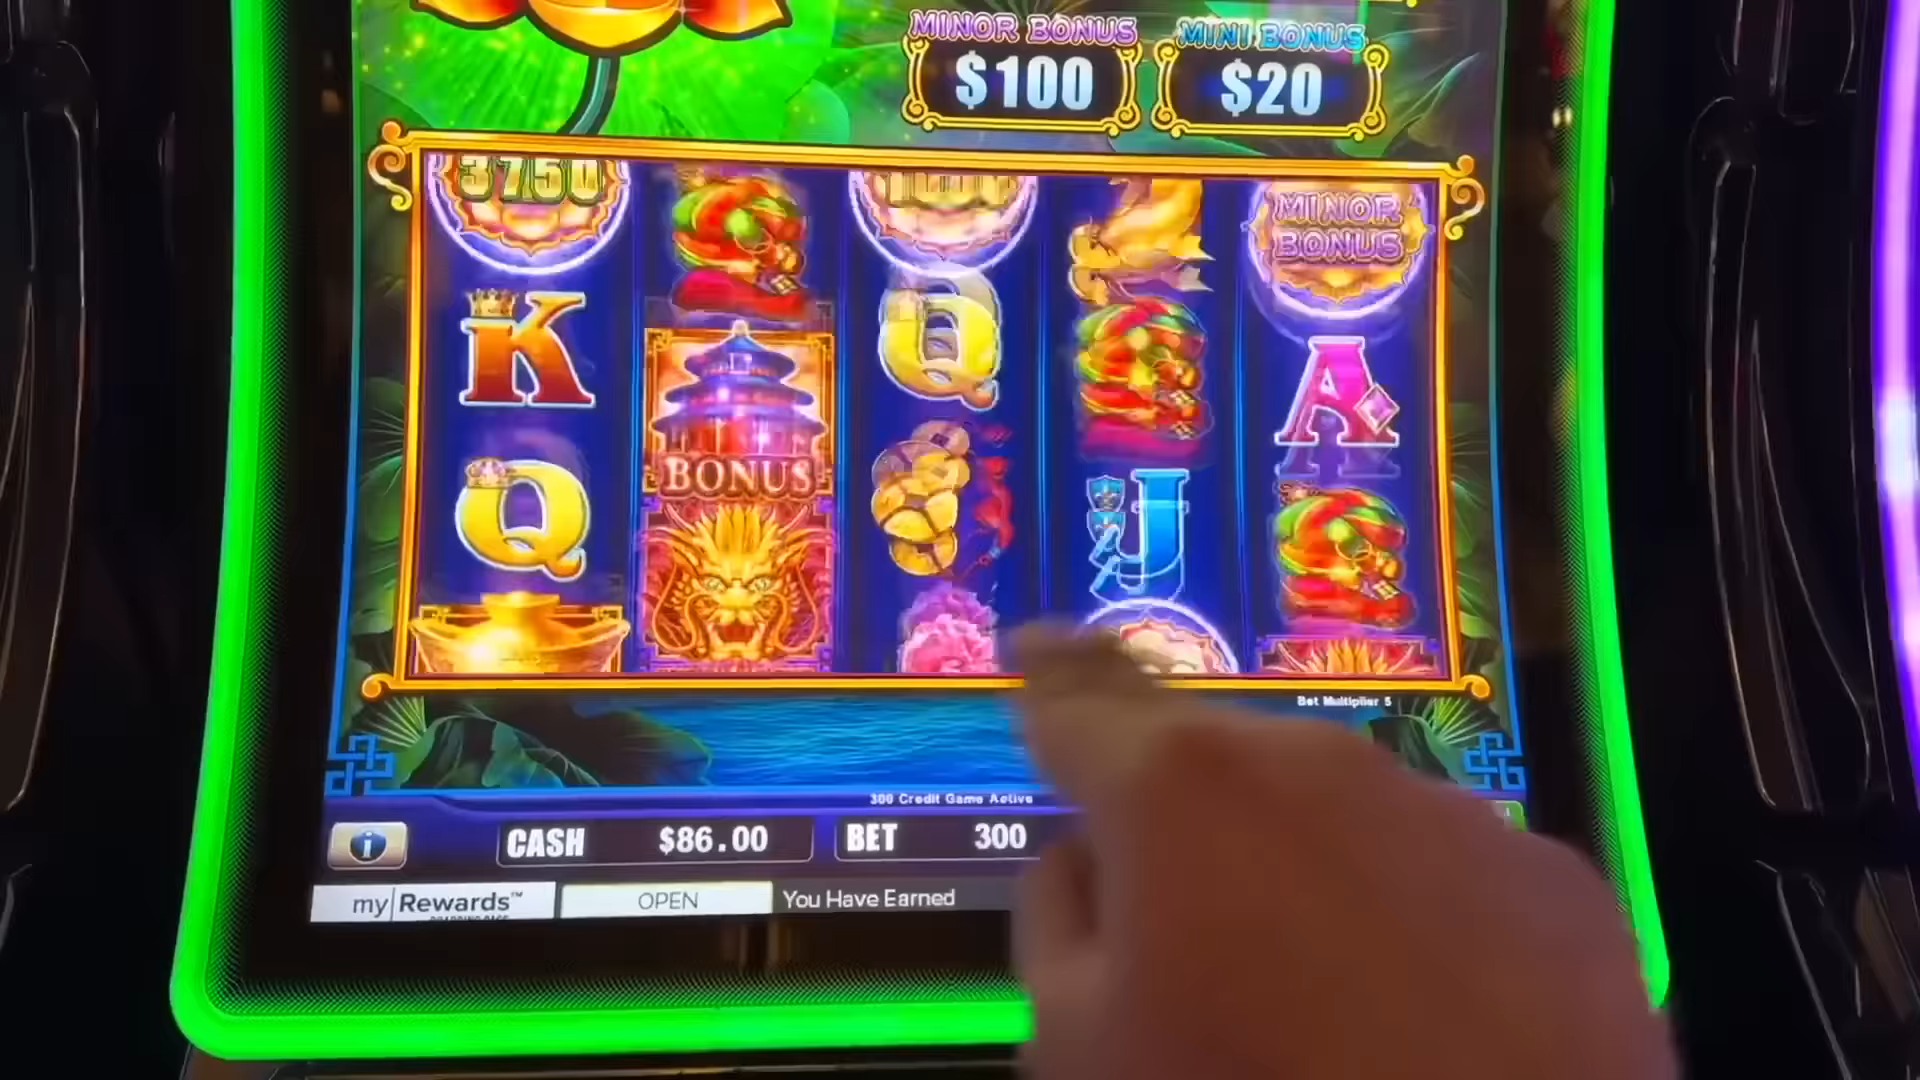 MINOR BONUS
MINI BONUS
$100
$20
3750
MINOR
BONUS
K
Q
A
BONUS
Q
J
Bet Multiplier 5
300 Credit Game Active
CASH $86.00
BET 300
my|Rewards™
OPEN
You Have Earned